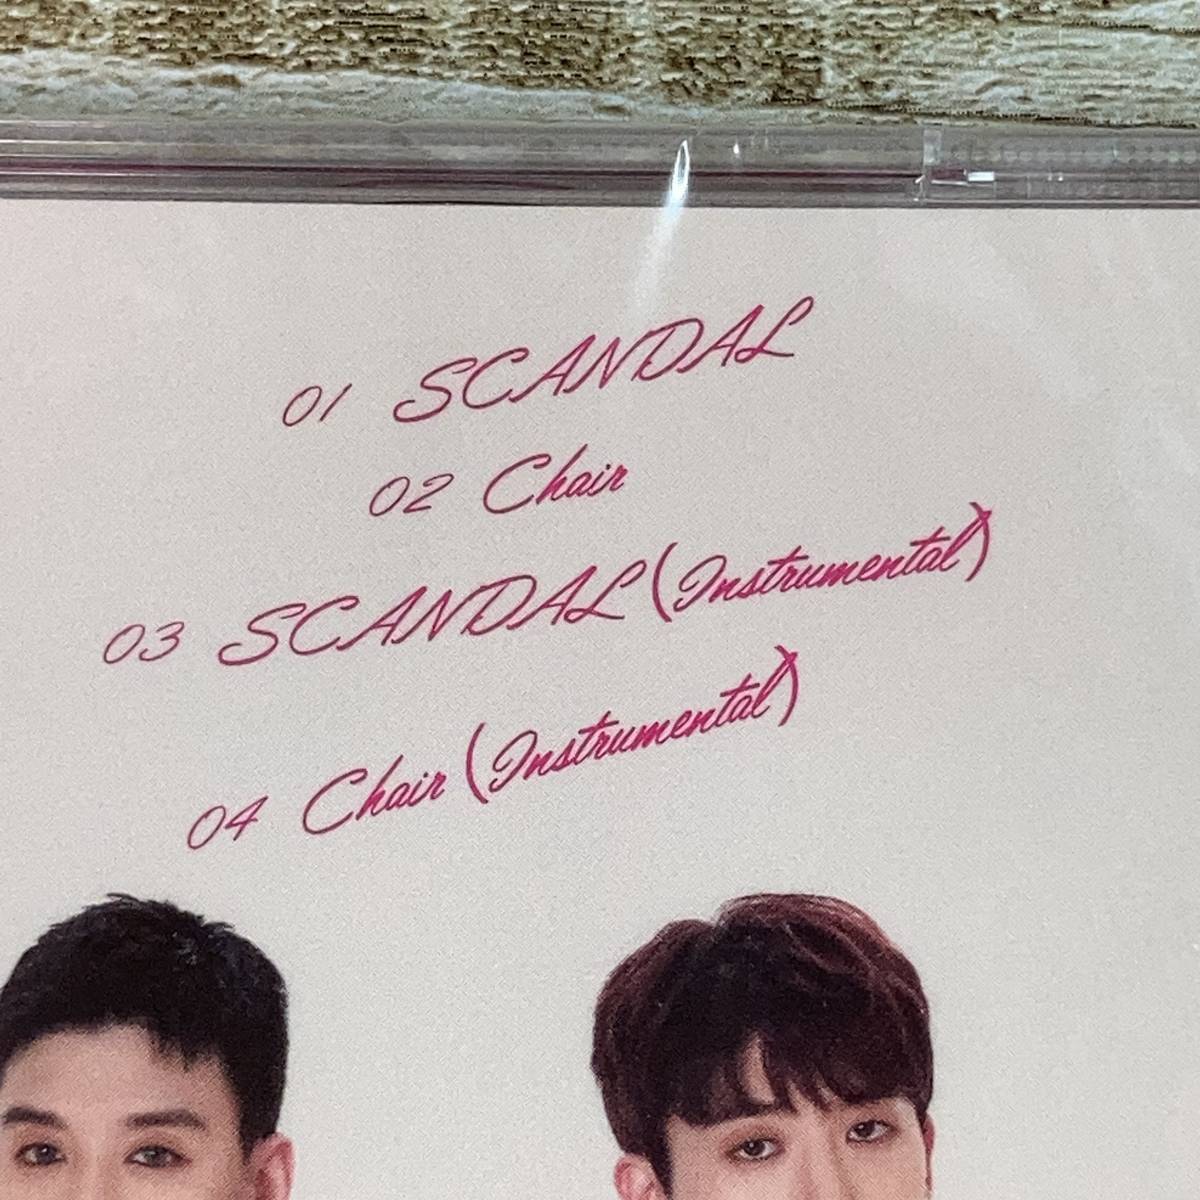 01 SCANDAL
02 Chair
03 SCANDAL (Instrumental)
04 Chair (Instrumental)